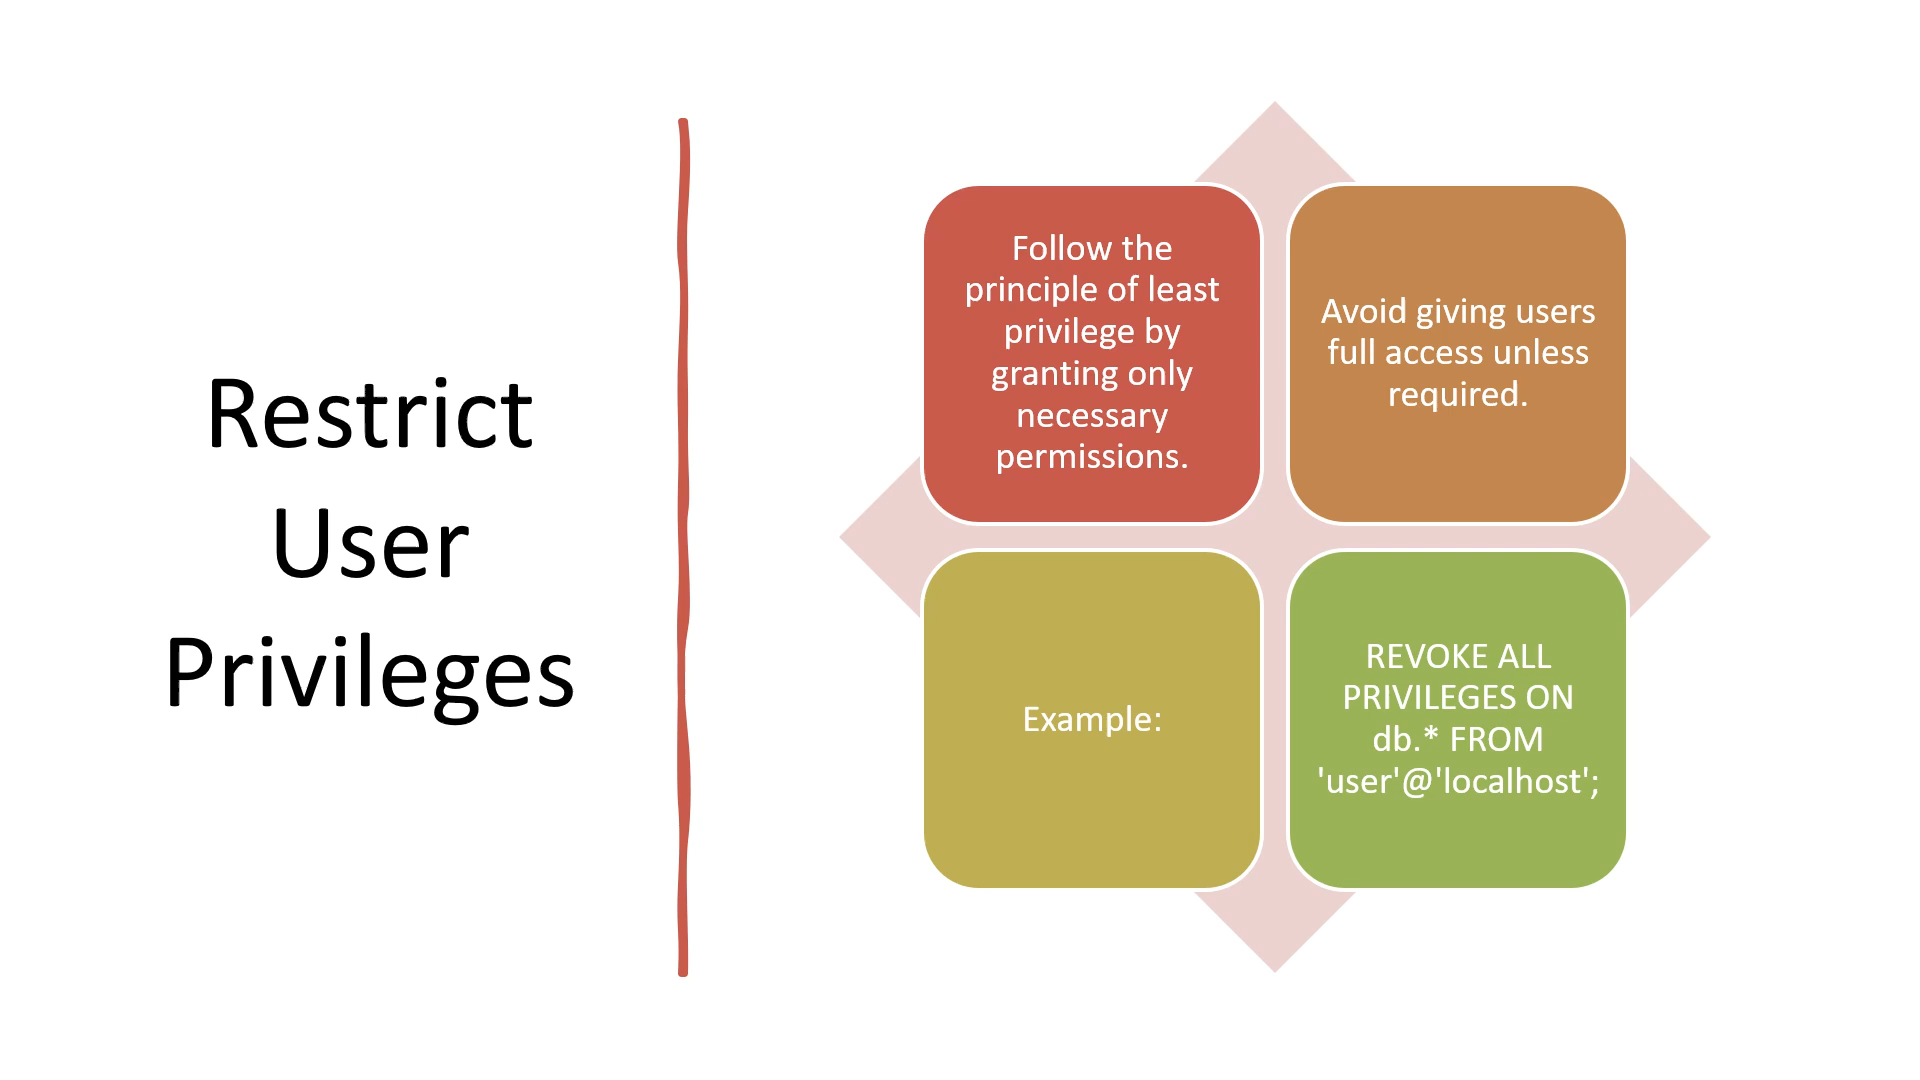 Restrict
User
Privileges
Follow the
principle of least
privilege by
granting only
necessary
permissions.
Avoid giving users
full access unless
required.
Example:
REVOKE ALL
PRIVILEGES ON
db.* FROM
'user'@'localhost';